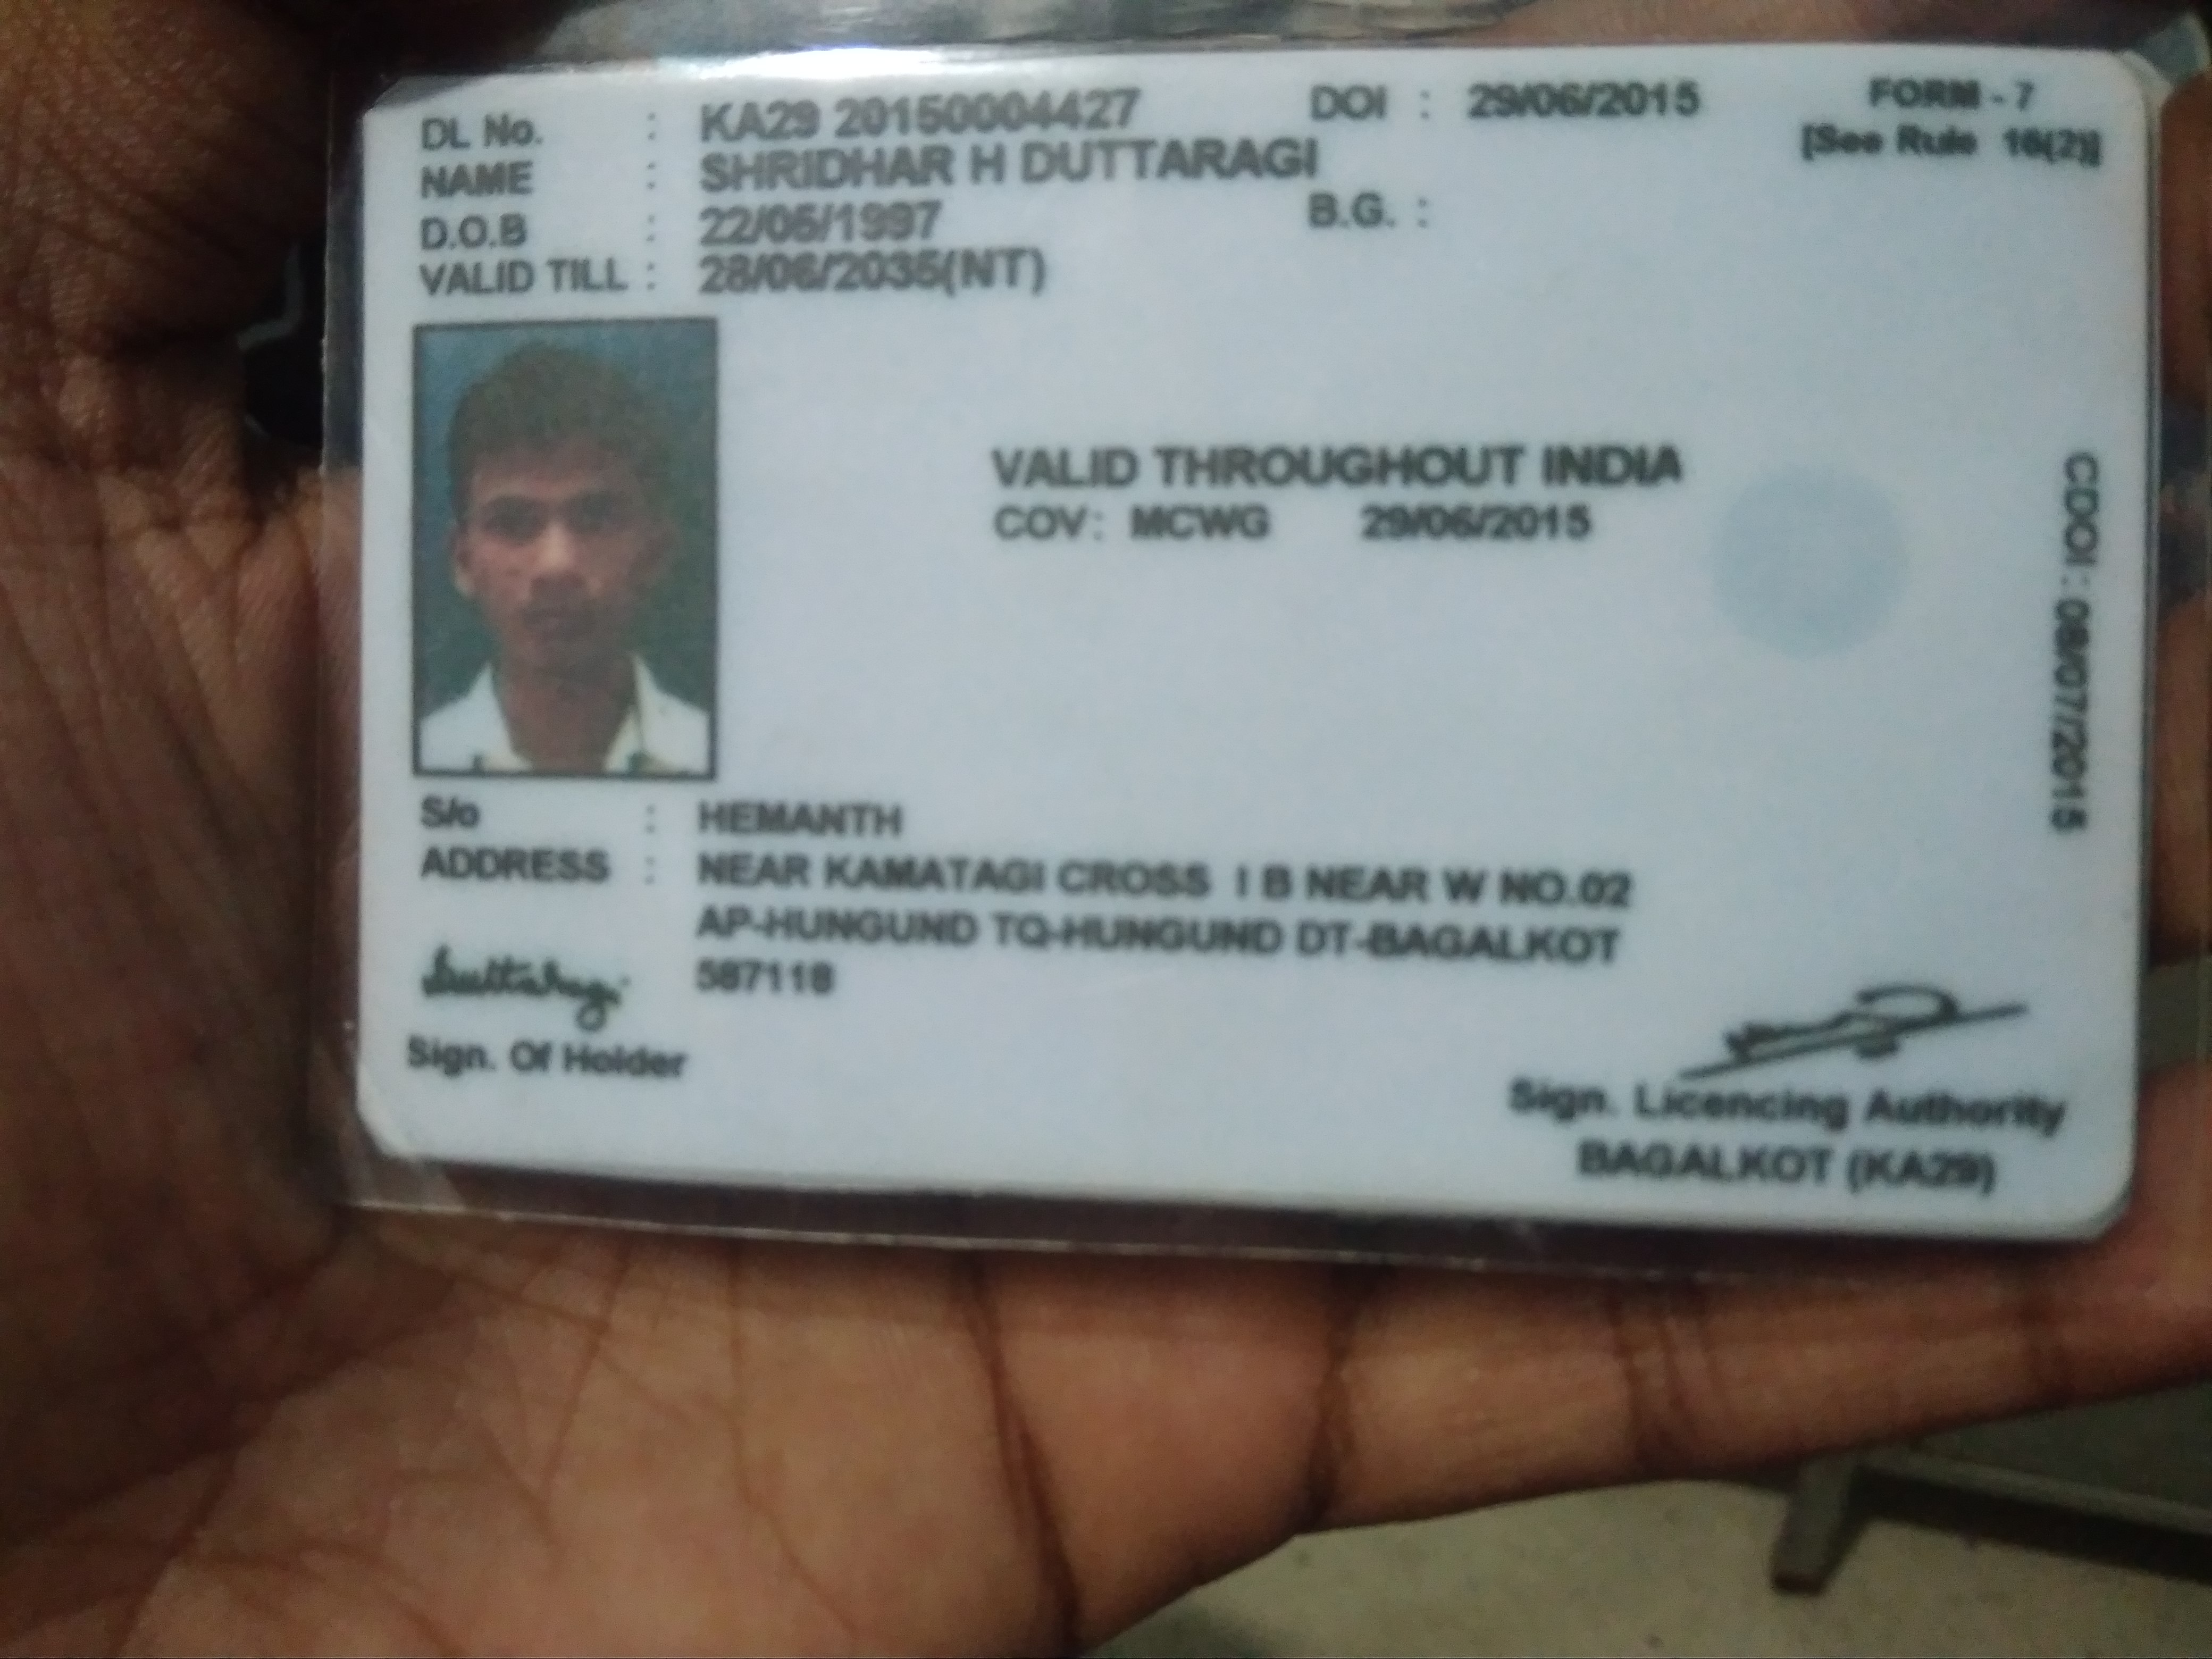 DL No. : KA29 20150004427 DOI : 29/06/2015 FORM - 7
[See Rule 16(2)]
NAME : SHRIDHAR H DUTTARAGI
D.O.B : 22/05/1997 B.G. :
VALID TILL : 28/06/2035(NT)
VALID THROUGHOUT INDIA
COV: MCWG 29/06/2015
CDOI : 08/07/2015
S/o : HEMANTH
ADDRESS : NEAR KAMATAGI CROSS I B NEAR W NO.02
AP-HUNGUND TQ-HUNGUND DT-BAGALKOT
587118
Duttaragi
Sign. Of Holder
Sign. Licencing Authority
BAGALKOT (KA29)